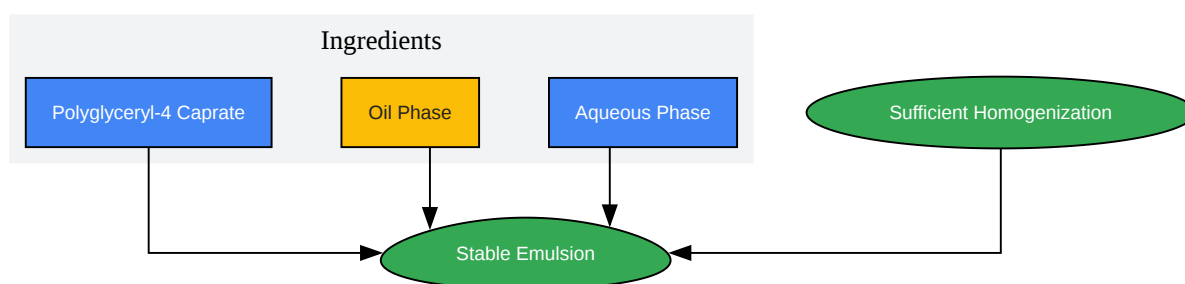 Ingredients
Polyglyceryl-4 Caprate
Oil Phase
Aqueous Phase
Sufficient Homogenization
Stable Emulsion